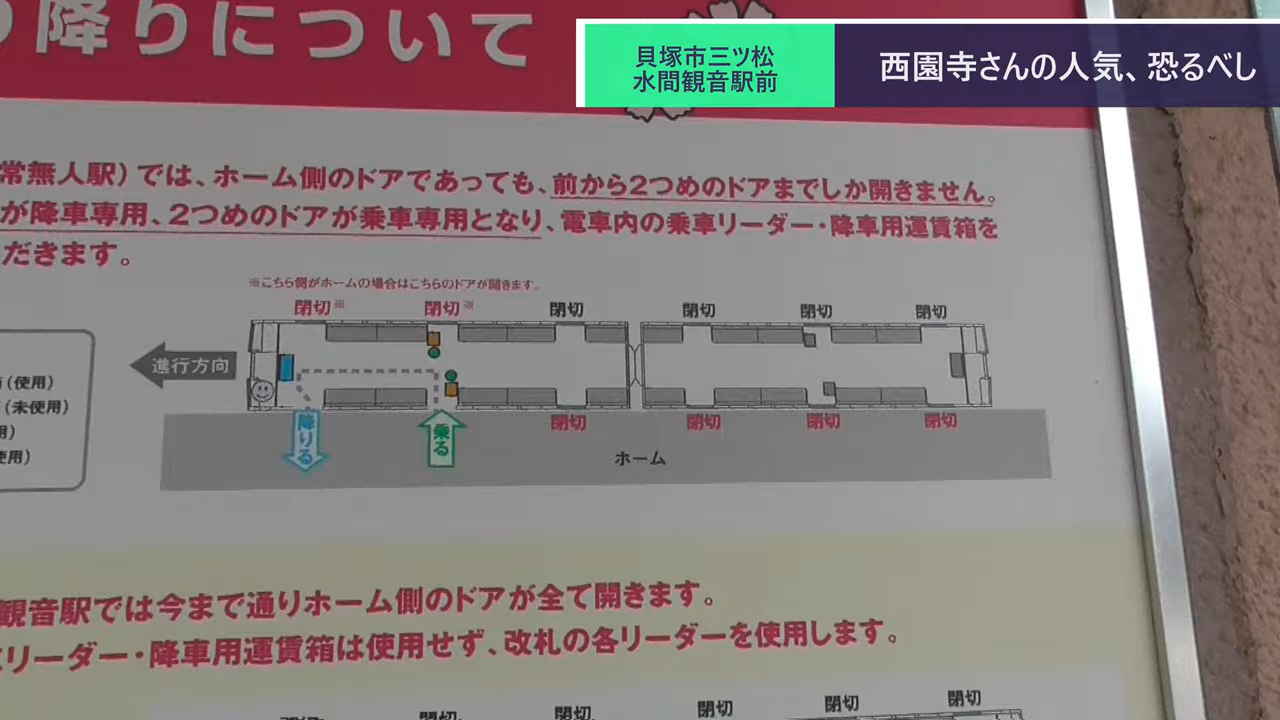 り降りについて
貝塚市三ツ松
水間観音駅前
西園寺さんの人気、恐るべし
常無人駅）では、ホーム側のドアであっても、前から2つめのドアまでしか開きません。
が降車専用、2つめのドアが乗車専用となり、電車内の乗車リーダー・降車用運賃箱を
だきます。
※こちら側がホームの場合はこちらのドアが開きます。
閉切※ 閉切※ 閉切 閉切 閉切 閉切
進行方向
（使用）
（未使用）
用）
使用）
降りる
乗る
閉切 閉切 閉切 閉切
ホーム
観音駅では今まで通りホーム側のドアが全て開きます。
リーダー・降車用運賃箱は使用せず、改札の各リーダーを使用します。
閉切 閉切 閉切 閉切 閉切